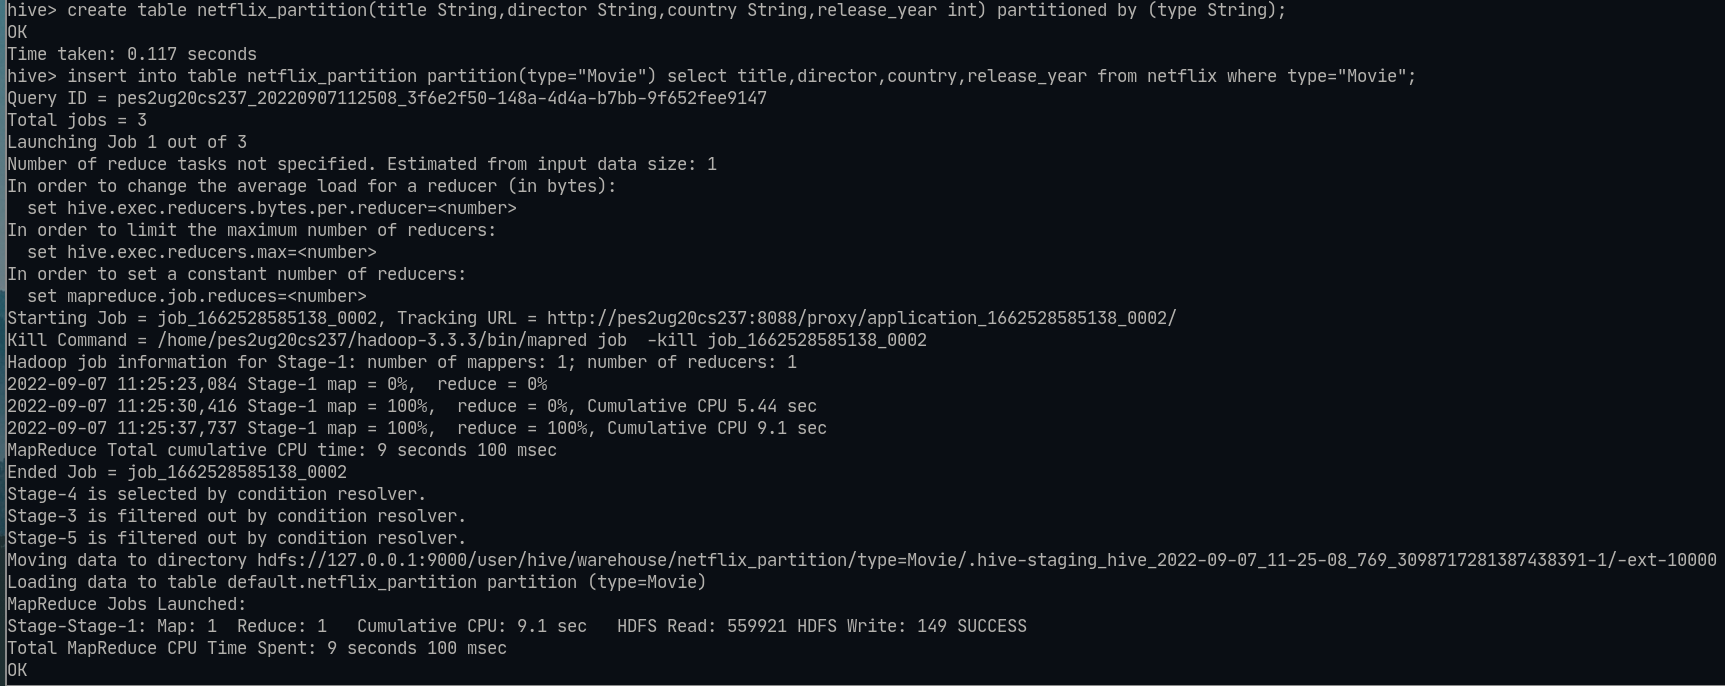 hive> create table netflix_partition(title String,director String,country String,release_year int) partitioned by (type String);
OK
Time taken: 0.117 seconds
hive> insert into table netflix_partition partition(type="Movie") select title,director,country,release_year from netflix where type="Movie";
Query ID = pes2ug20cs237_20220907112508_3f6e2f50-148a-4d4a-b7bb-9f652fee9147
Total jobs = 3
Launching Job 1 out of 3
Number of reduce tasks not specified. Estimated from input data size: 1
In order to change the average load for a reducer (in bytes):
  set hive.exec.reducers.bytes.per.reducer=<number>
In order to limit the maximum number of reducers:
  set hive.exec.reducers.max=<number>
In order to set a constant number of reducers:
  set mapreduce.job.reduces=<number>
Starting Job = job_1662528585138_0002, Tracking URL = http://pes2ug20cs237:8088/proxy/application_1662528585138_0002/
Kill Command = /home/pes2ug20cs237/hadoop-3.3.3/bin/mapred job  -kill job_1662528585138_0002
Hadoop job information for Stage-1: number of mappers: 1; number of reducers: 1
2022-09-07 11:25:23,084 Stage-1 map = 0%,  reduce = 0%
2022-09-07 11:25:30,416 Stage-1 map = 100%,  reduce = 0%, Cumulative CPU 5.44 sec
2022-09-07 11:25:37,737 Stage-1 map = 100%,  reduce = 100%, Cumulative CPU 9.1 sec
MapReduce Total cumulative CPU time: 9 seconds 100 msec
Ended Job = job_1662528585138_0002
Stage-4 is selected by condition resolver.
Stage-3 is filtered out by condition resolver.
Stage-5 is filtered out by condition resolver.
Moving data to directory hdfs://127.0.0.1:9000/user/hive/warehouse/netflix_partition/type=Movie/.hive-staging_hive_2022-09-07_11-25-08_769_3098717281387438391-1/-ext-10000
Loading data to table default.netflix_partition partition (type=Movie)
MapReduce Jobs Launched:
Stage-Stage-1: Map: 1  Reduce: 1   Cumulative CPU: 9.1 sec   HDFS Read: 559921 HDFS Write: 149 SUCCESS
Total MapReduce CPU Time Spent: 9 seconds 100 msec
OK